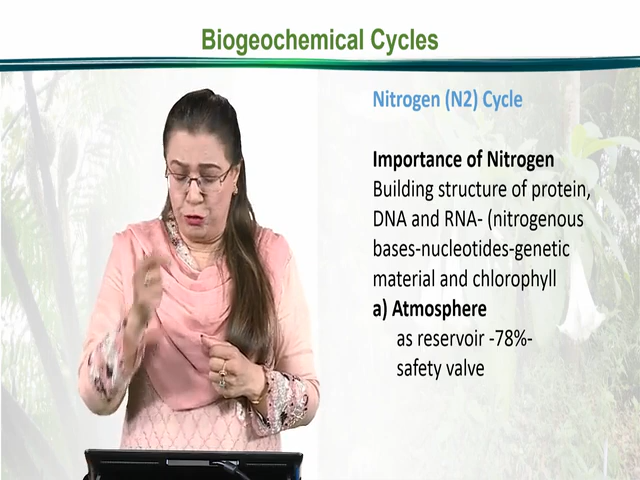 Biogeochemical Cycles
Nitrogen (N2) Cycle
Importance of Nitrogen
Building structure of protein,
DNA and RNA- (nitrogenous
bases-nucleotides-genetic
material and chlorophyll
a) Atmosphere
as reservoir -78%-
safety valve